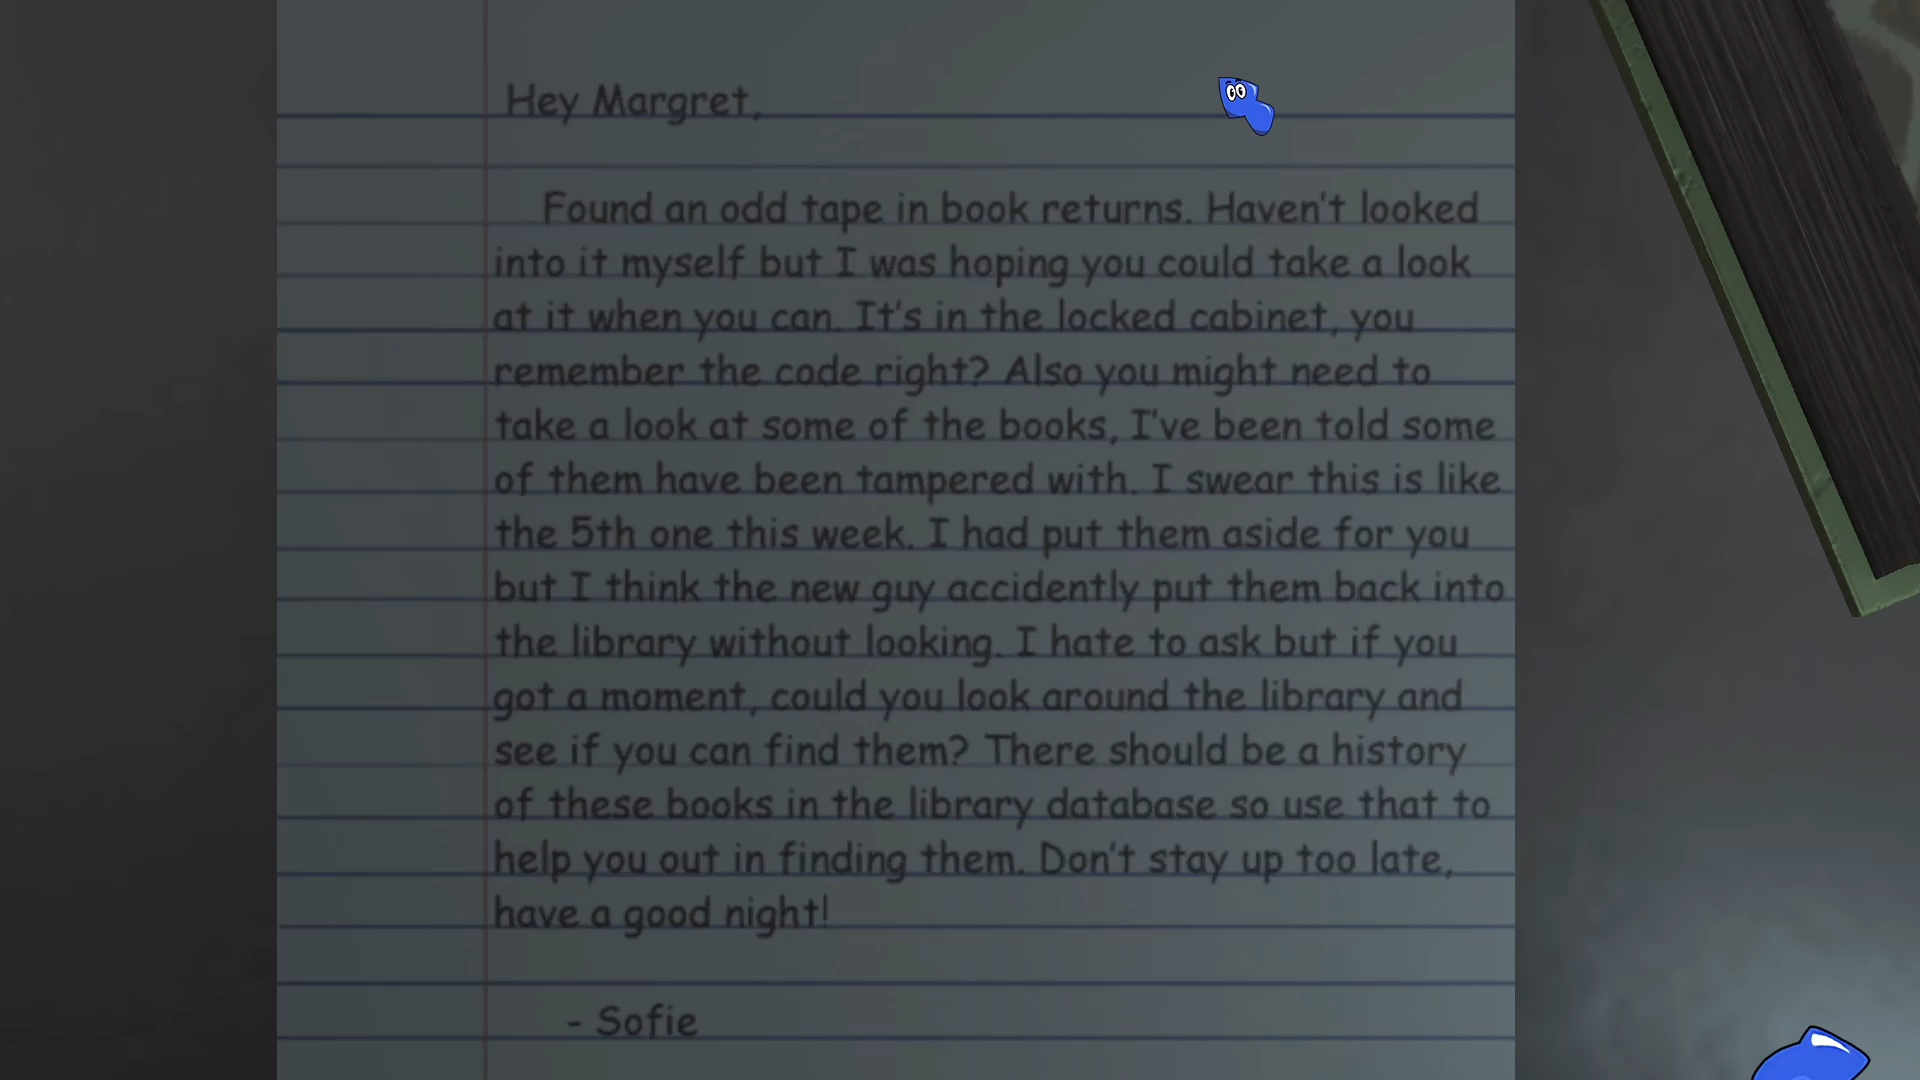 Hey Margret,
Found an odd tape in book returns. Haven't looked
into it myself but I was hoping you could take a look
at it when you can. It's in the locked cabinet, you
remember the code right? Also you might need to
take a look at some of the books, I've been told some
of them have been tampered with. I swear this is like
the 5th one this week. I had put them aside for you
but I think the new guy accidently put them back into
the library without looking. I hate to ask but if you
got a moment, could you look around the library and
see if you can find them? There should be a history
of these books in the library database so use that to
help you out in finding them. Don't stay up too late,
have a good night!
- Sofie